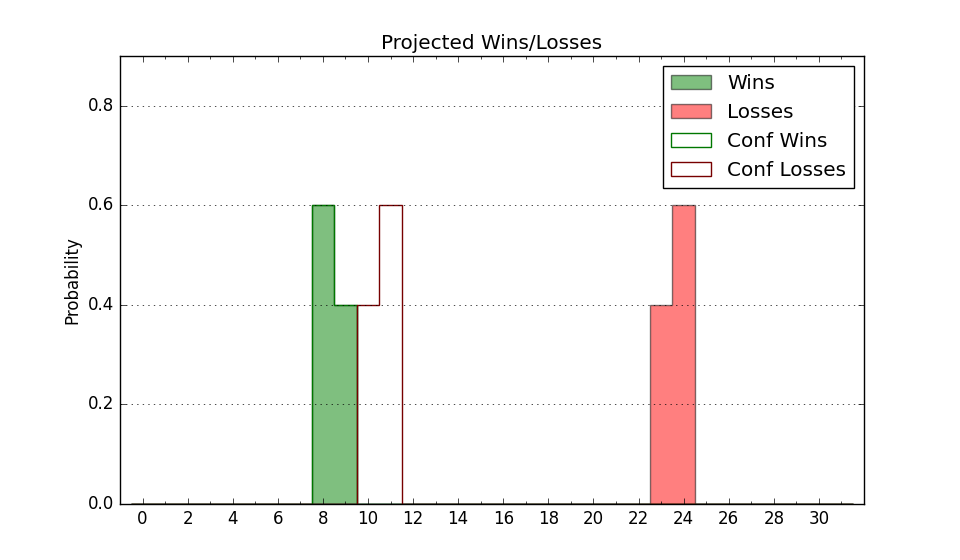 Projected Wins/Losses
Wins
Losses
Conf Wins
Conf Losses
Probability
0.8
0.6
0.4
0.2
0.0
0 2 4 6 8 10 12 14 16 18 20 22 24 26 28 30